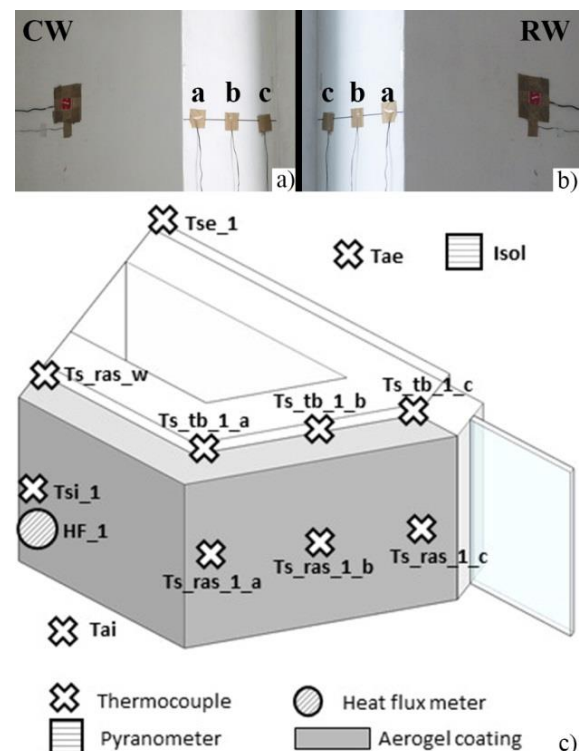 CW
RW
a b c
c b a
a)
b)
Tse_1
Tae
Isol
Ts_ras_w
Ts_tb_1_c
Ts_tb_1_b
Ts_tb_1_a
Tsi_1
HF_1
Ts_ras_1_a
Ts_ras_1_b
Ts_ras_1_c
Tai
Thermocouple
Heat flux meter
Pyranometer
Aerogel coating
c)